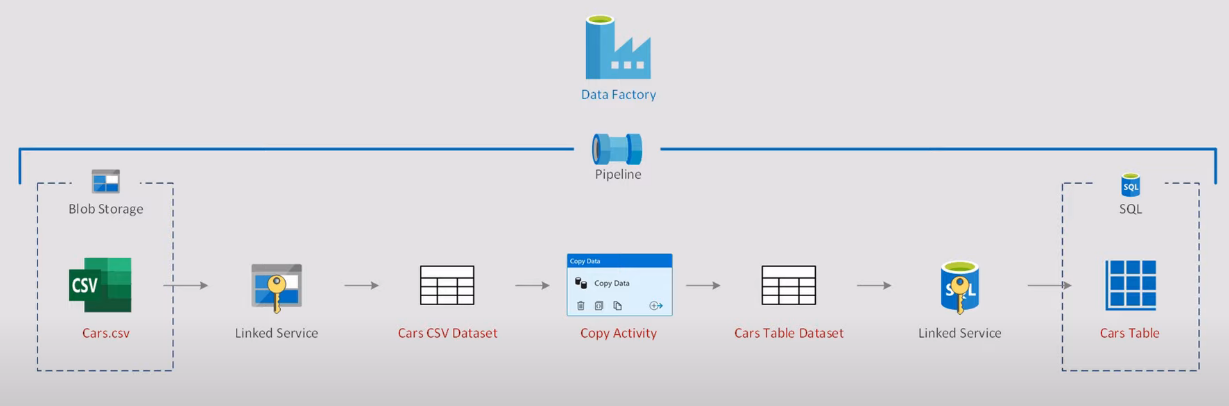 Data Factory
Pipeline
Blob Storage
SQL
SQL
CSV
Cars.csv
Linked Service
Cars CSV Dataset
Copy Data
Copy Data
Copy Activity
Cars Table Dataset
SQL
Linked Service
Cars Table